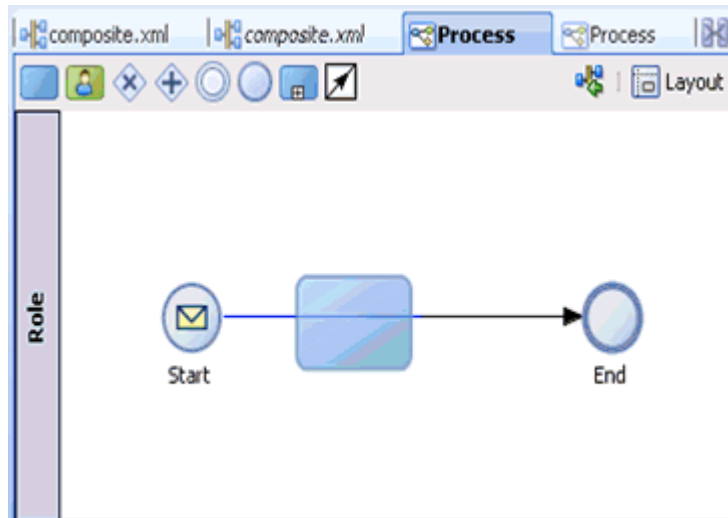 composite.xml composite.xml Process Process
Layout
Role
Start
End